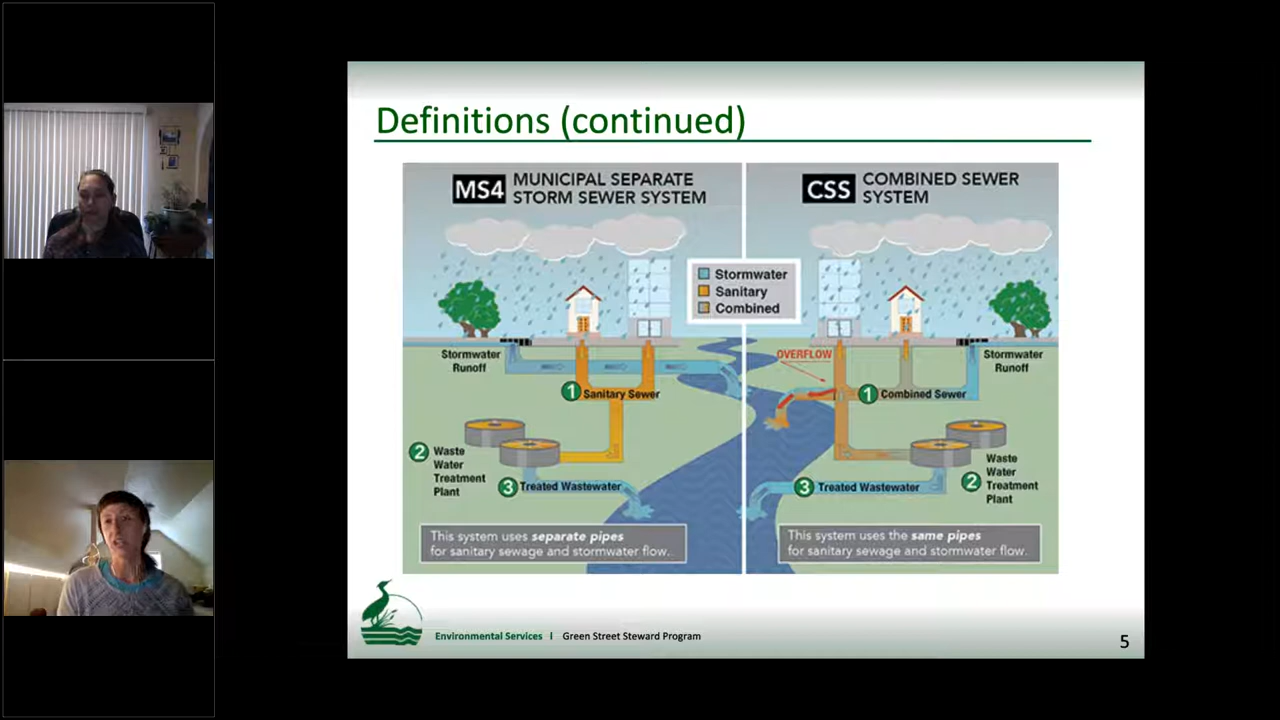 Definitions (continued)
MS4
MUNICIPAL SEPARATE
STORM SEWER SYSTEM
CSS
COMBINED SEWER
SYSTEM
Stormwater
Sanitary
Combined
Stormwater
Runoff
1 Sanitary Sewer
2 Waste
Water
Treatment
Plant
3 Treated Wastewater
This system uses separate pipes
for sanitary sewage and stormwater flow.
OVERFLOW
Stormwater
Runoff
1 Combined Sewer
2 Waste
Water
Treatment
Plant
3 Treated Wastewater
This system uses the same pipes
for sanitary sewage and stormwater flow.
Environmental Services | Green Street Steward Program
5